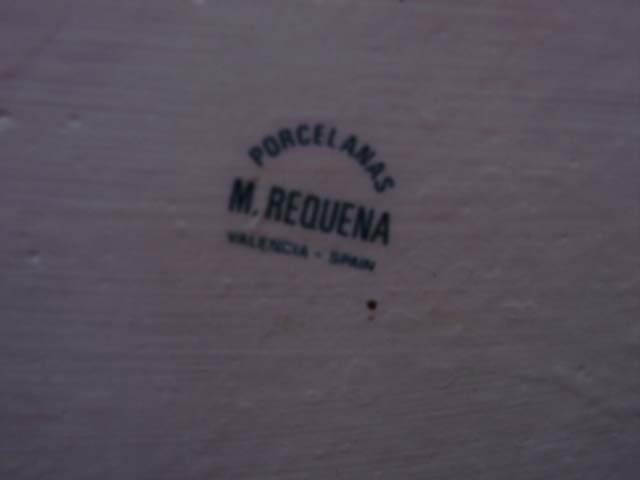 PORCELANAS
M. REQUENA
VALENCIA - SPAIN